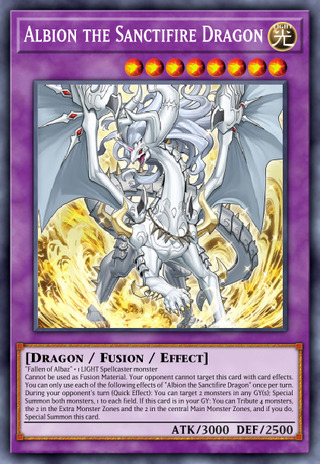 Albion the Sanctifire Dragon
LIGHT
光
[Dragon / Fusion / Effect]
"Fallen of Albaz" + 1 LIGHT Spellcaster monster
Cannot be used as Fusion Material. Your opponent cannot target this card with card effects.
You can only use each of the following effects of "Albion the Sanctifire Dragon" once per turn.
During your opponent's turn (Quick Effect): You can target 2 monsters in any GY(s); Special
Summon both monsters, 1 to each field. If this card is in your GY: You can Tribute 4 monsters,
the 2 in the Extra Monster Zones and the 2 in the central Main Monster Zones, and if you do,
Special Summon this card.
ATK/3000 DEF/2500